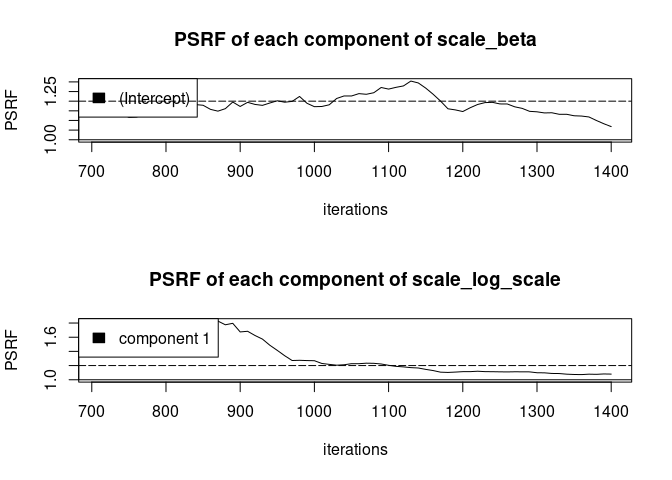 PSRF of each component of scale_beta
PSRF
1.00 1.25
(Intercept)
700 800 900 1000 1100 1200 1300 1400
iterations
PSRF of each component of scale_log_scale
PSRF
1.0 1.6
component 1
700 800 900 1000 1100 1200 1300 1400
iterations